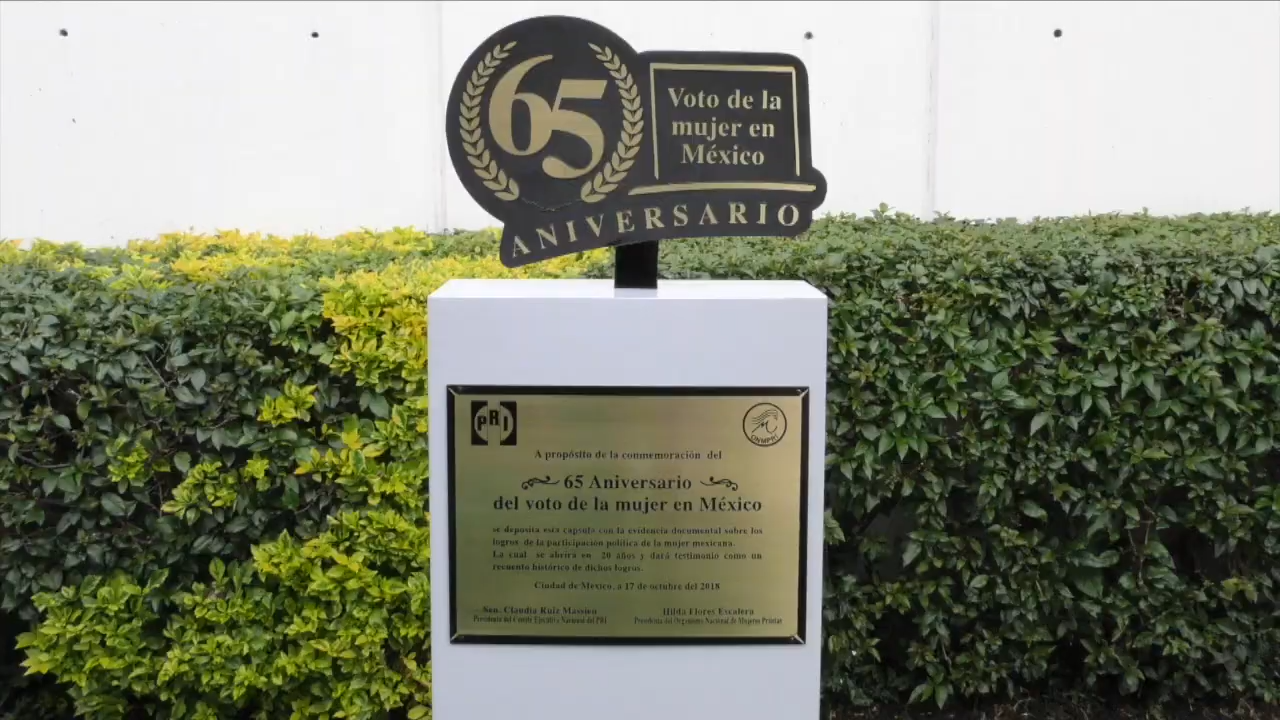 65
Voto de la
mujer en
México
ANIVERSARIO
PRI
ONMPRI
A propósito de la conmemoración del
65 Aniversario
del voto de la mujer en México
se deposita esta capsula con la evidencia documental sobre los
logros de la participación política de la mujer mexicana.
La cual se abrirá en 20 años y dará testimonio como un
recuento histórico de dichos logros.
Ciudad de México, a 17 de octubre del 2018
Sen. Claudia Ruiz Massieu
Presidenta del Comité Ejecutivo Nacional del PRI
Hilda Flores Escalera
Presidenta del Organismo Nacional de Mujeres Priistas